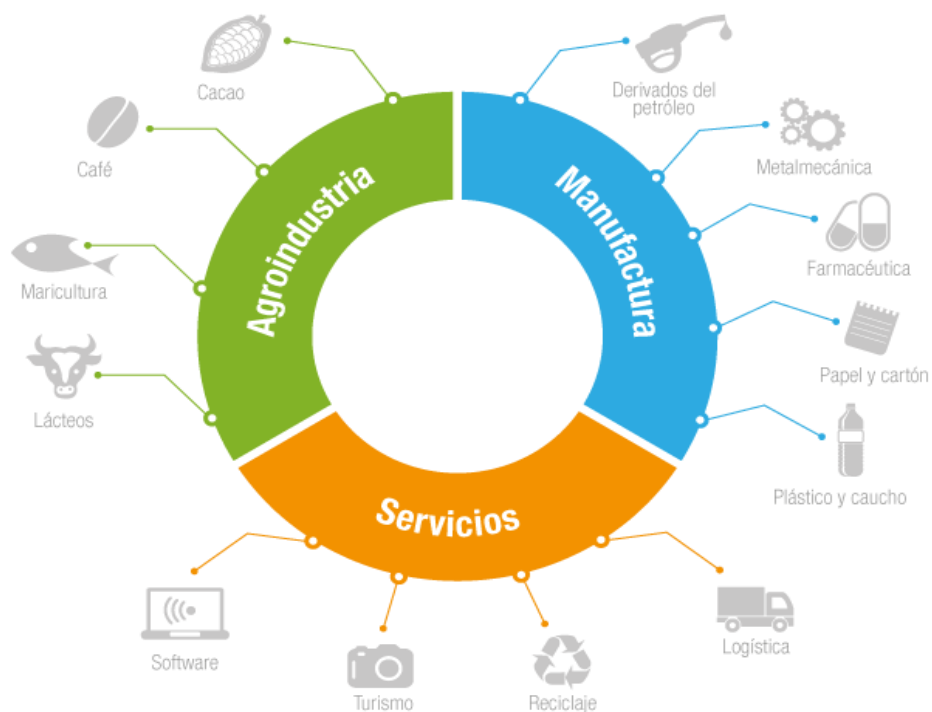 Cacao
Café
Maricultura
Lácteos
Agroindustria
Derivados del
petróleo
Metalmecánica
Farmacéutica
Papel y cartón
Plástico y caucho
Manufactura
Servicios
Software
Turismo
Reciclaje
Logística